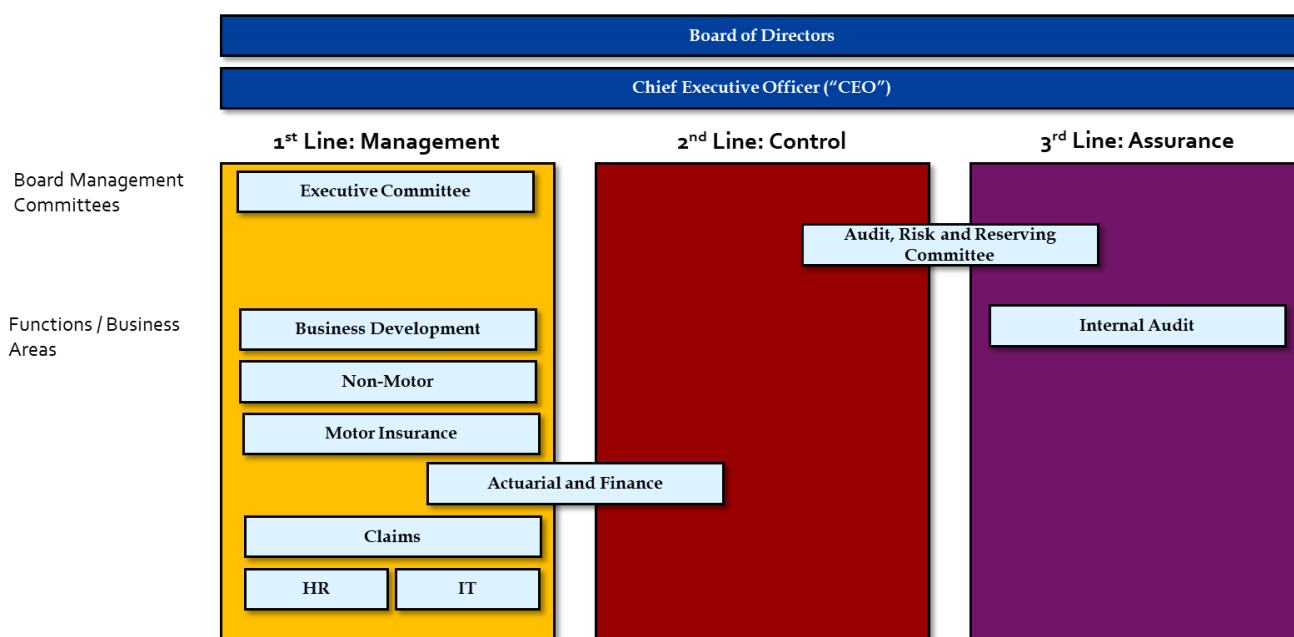 Board of Directors
Chief Executive Officer (“CEO”)
1st Line: Management
2nd Line: Control
3rd Line: Assurance
Board Management
Committees
Executive Committee
Audit, Risk and Reserving
Committee
Functions / Business
Areas
Business Development
Internal Audit
Non-Motor
Motor Insurance
Actuarial and Finance
Claims
HR
IT